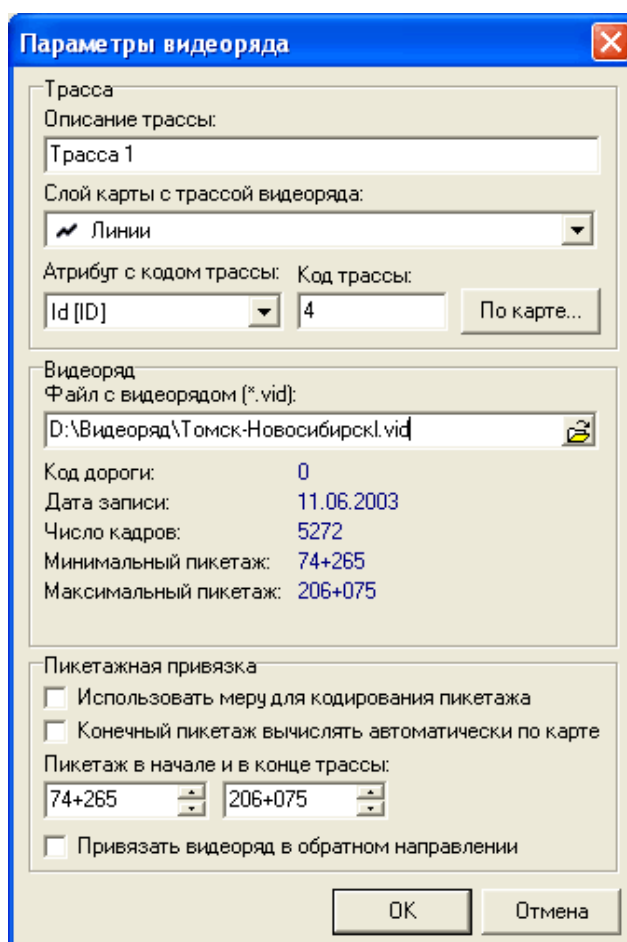 Параметры видеоряда
Трасса
Описание трассы:
Трасса 1
Слой карты с трассой видеоряда:
Линии
Атрибут с кодом трассы: Код трассы:
Id [ID] 4 По карте...
Видеоряд
Файл с видеорядом (*.vid):
D:\Видеоряд\Томск-Новосибирскl.vid
Код дороги: 0
Дата записи: 11.06.2003
Число кадров: 5272
Минимальный пикетаж: 74+265
Максимальный пикетаж: 206+075
Пикетажная привязка
Использовать меру для кодирования пикетажа
Конечный пикетаж вычислять автоматически по карте
Пикетаж в начале и в конце трассы:
74+265 206+075
Привязать видеоряд в обратном направлении
OK Отмена